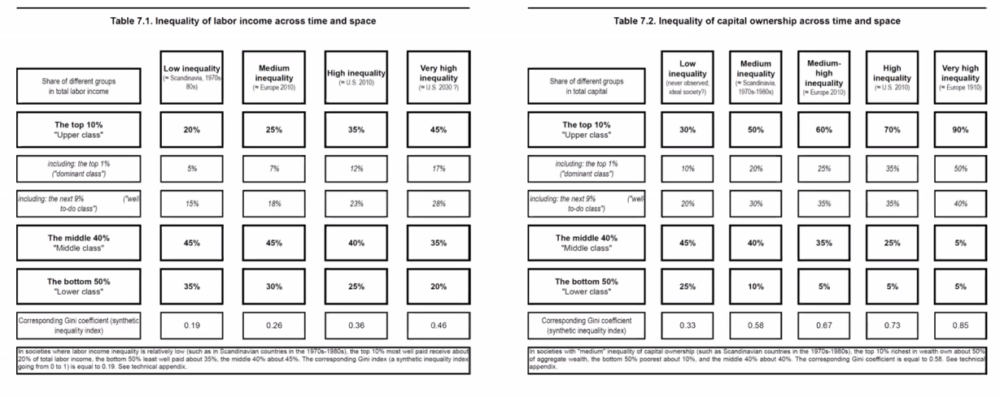 Table 7.1. Inequality of labor income across time and space
Share of different groups
in total labor income
Low inequality
(≈ Scandinavia, 1970s-
80s)
Medium
inequality
(≈ Europe 2010)
High inequality
(≈ U.S. 2010)
Very high
inequality
(≈ U.S. 2030 ?)
The top 10%
"Upper class"
20%
25%
35%
45%
including: the top 1%
("dominant class")
5%
7%
12%
17%
including: the next 9% ("well-
to-do class")
15%
18%
23%
28%
The middle 40%
"Middle class"
45%
45%
40%
35%
The bottom 50%
"Lower class"
35%
30%
25%
20%
Corresponding Gini coefficient (synthetic
inequality index)
0.19
0.26
0.36
0.46
In societies where labor income inequality is relatively low (such as in Scandinavian countries in the 1970s-1980s), the top 10% most well paid receive about
20% of total labor income, the bottom 50% least well paid about 35%, the middle 40% about 45%. The corresponding Gini index (a synthetic inequality index
going from 0 to 1) is equal to 0.19. See technical appendix.
Table 7.2. Inequality of capital ownership across time and space
Share of different groups
in total capital
Low
inequality
(never observed;
ideal society?)
Medium
inequality
(≈ Scandinavia,
1970s-1980s)
Medium-
high
inequality
(≈ Europe 2010)
High
inequality
(≈ U.S. 2010)
Very high
inequality
(≈ Europe 1910)
The top 10%
"Upper class"
30%
50%
60%
70%
90%
including: the top 1%
("dominant class")
10%
20%
25%
35%
50%
including: the next 9% ("well-
to-do class")
20%
30%
35%
35%
40%
The middle 40%
"Middle class"
45%
40%
35%
25%
5%
The bottom 50%
"Lower class"
25%
10%
5%
5%
5%
Corresponding Gini coefficient
(synthetic inequality index)
0.33
0.58
0.67
0.73
0.85
In societies with "medium" inequality of capital ownership (such as Scandinavian countries in the 1970s-1980s), the top 10% richest in wealth own about 50%
of aggregate wealth, the bottom 50% poorest about 10%, and the middle 40% about 40%. The corresponding Gini coefficient is equal to 0.58. See technical
appendix.